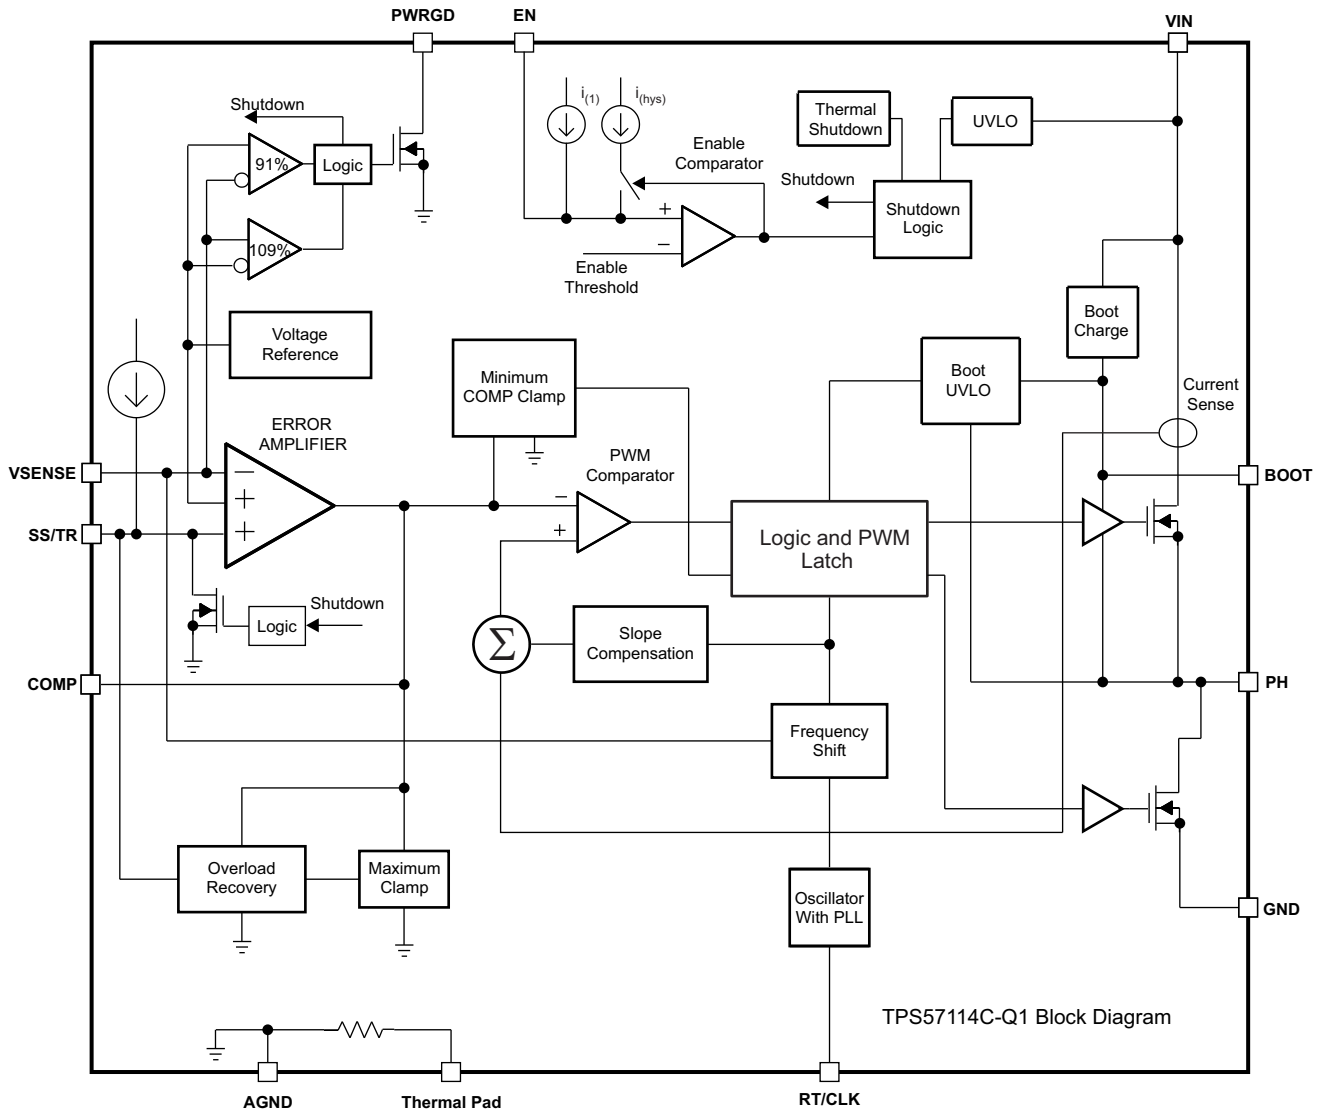 PWRGD
EN
VIN
Shutdown
91%
Logic
109%
i(1)
i(hys)
Enable
Comparator
Thermal
Shutdown
UVLO
Shutdown
Shutdown
Logic
+
−
Enable
Threshold
Voltage
Reference
Boot
Charge
Minimum
COMP Clamp
Boot
UVLO
Current
Sense
ERROR
AMPLIFIER
PWM
Comparator
VSENSE
−
+
+
SS/TR
−
+
BOOT
Logic and PWM
Latch
Shutdown
Logic
Σ
Slope
Compensation
COMP
PH
Frequency
Shift
Overload
Recovery
Maximum
Clamp
Oscillator
With PLL
GND
TPS57114C-Q1 Block Diagram
AGND
Thermal Pad
RT/CLK